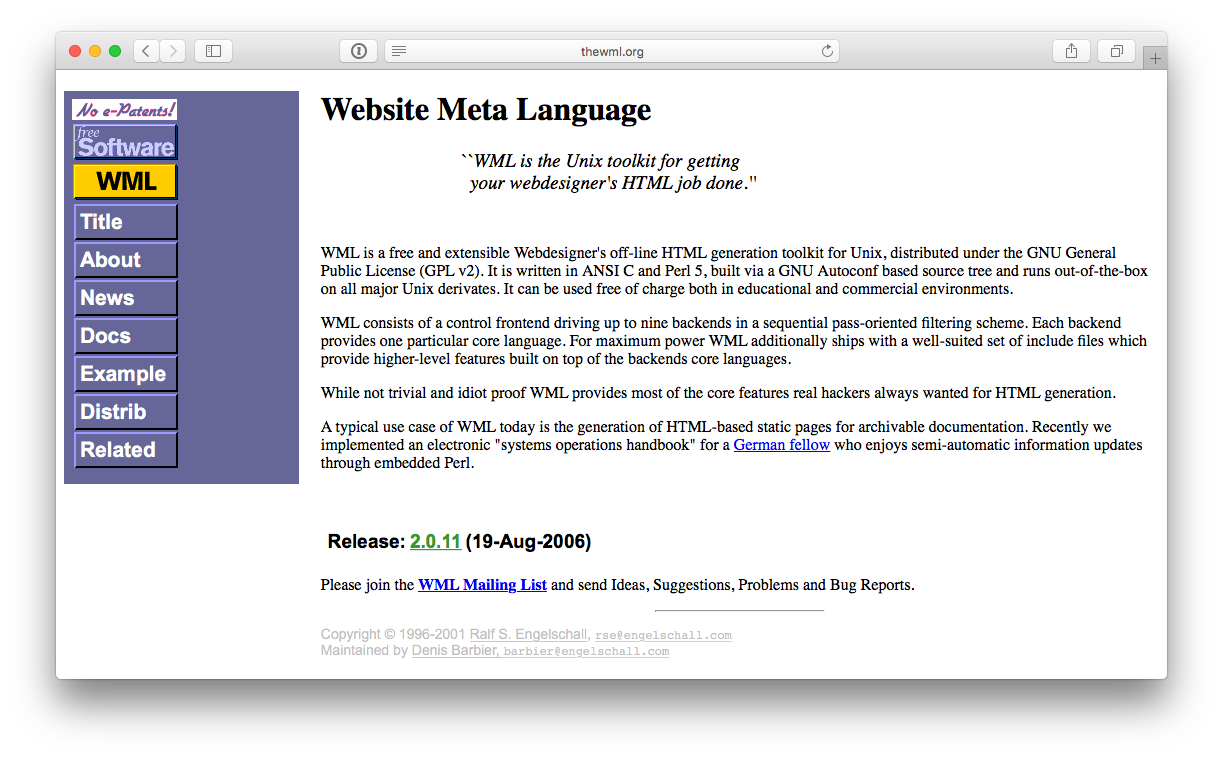 thewml.org
No e-Patents!
free
Software
WML
Title
About
News
Docs
Example
Distrib
Related
Website Meta Language
``WML is the Unix toolkit for getting
your webdesigner's HTML job done.''
WML is a free and extensible Webdesigner's off-line HTML generation toolkit for Unix, distributed under the GNU General
Public License (GPL v2). It is written in ANSI C and Perl 5, built via a GNU Autoconf based source tree and runs out-of-the-box
on all major Unix derivates. It can be used free of charge both in educational and commercial environments.
WML consists of a control frontend driving up to nine backends in a sequential pass-oriented filtering scheme. Each backend
provides one particular core language. For maximum power WML additionally ships with a well-suited set of include files which
provide higher-level features built on top of the backends core languages.
While not trivial and idiot proof WML provides most of the core features real hackers always wanted for HTML generation.
A typical use case of WML today is the generation of HTML-based static pages for archivable documentation. Recently we
implemented an electronic "systems operations handbook" for a German fellow who enjoys semi-automatic information updates
through embedded Perl.
Release: 2.0.11 (19-Aug-2006)
Please join the WML Mailing List and send Ideas, Suggestions, Problems and Bug Reports.
Copyright © 1996-2001 Ralf S. Engelschall, rse@engelschall.com
Maintained by Denis Barbier, barbier@engelschall.com